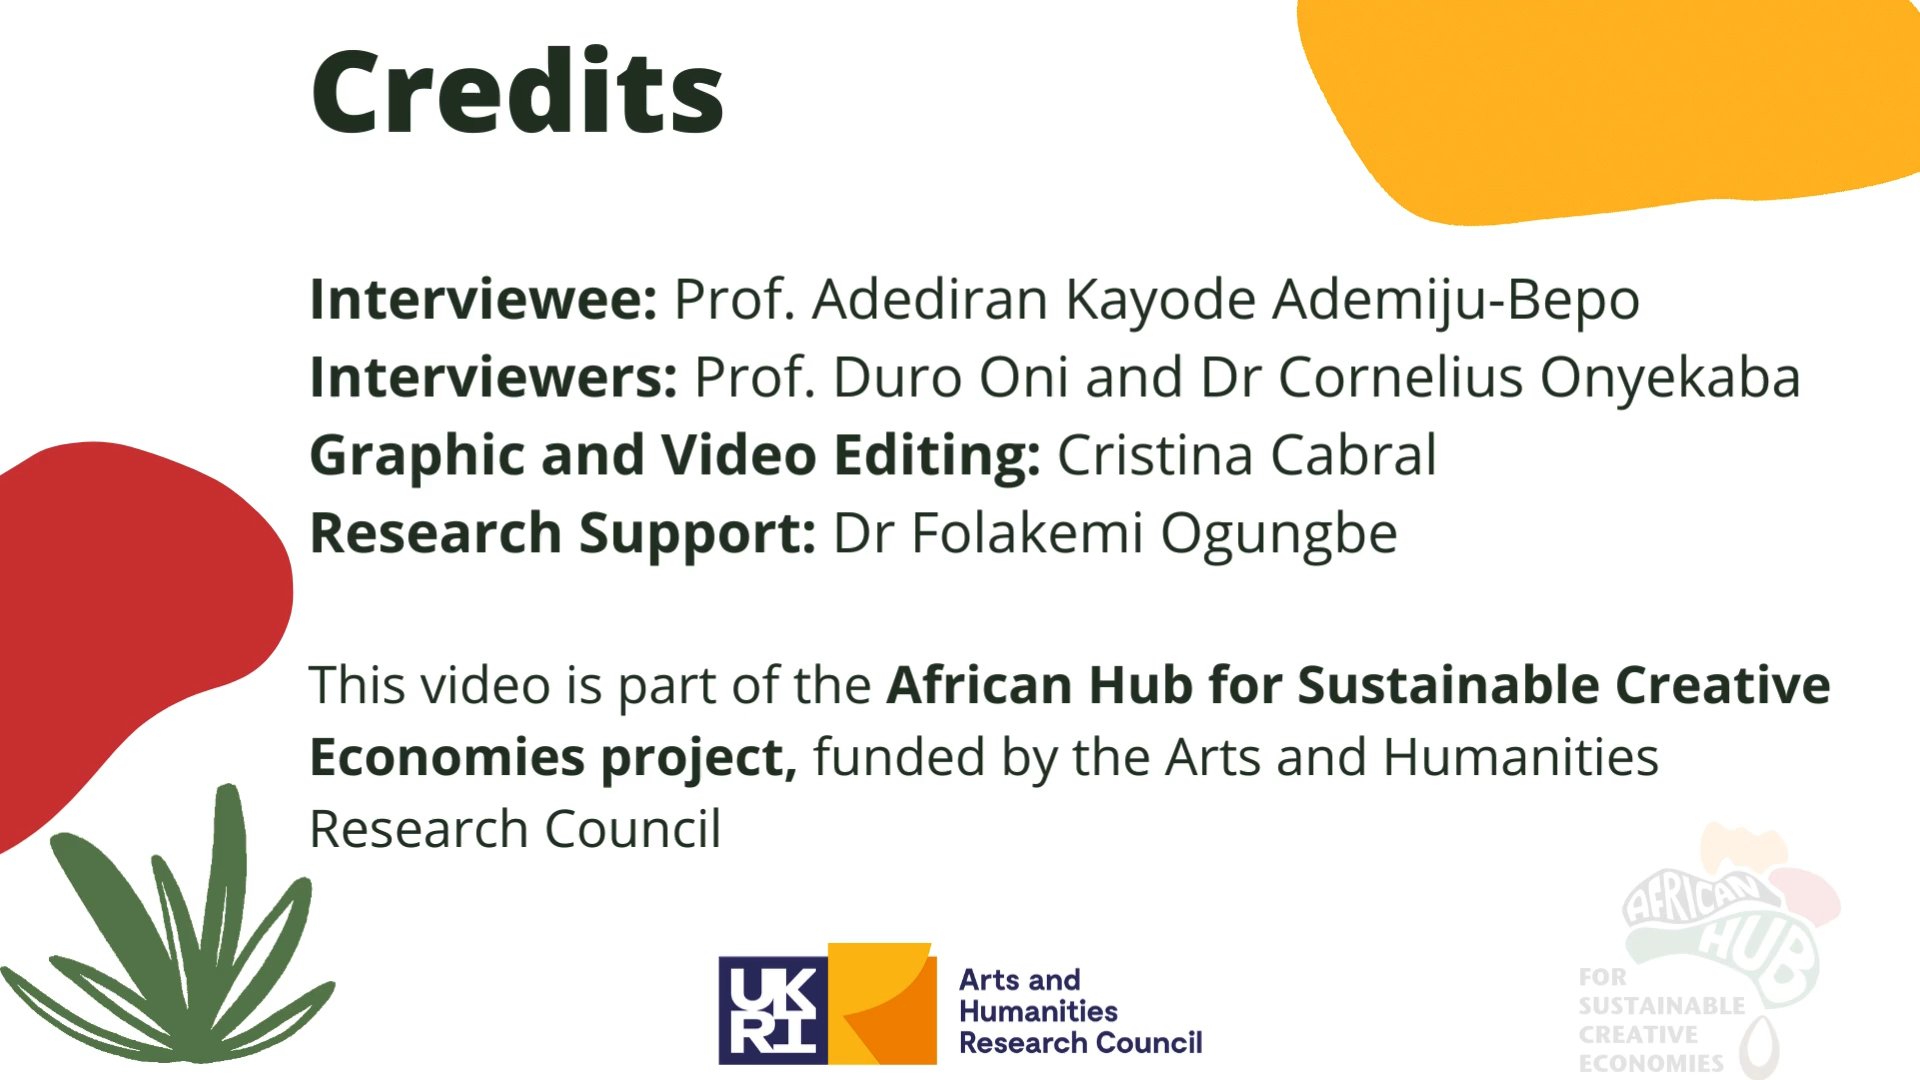 Credits
Interviewee: Prof. Adediran Kayode Ademiju-Bepo
Interviewers: Prof. Duro Oni and Dr Cornelius Onyekaba
Graphic and Video Editing: Cristina Cabral
Research Support: Dr Folakemi Ogungbe
This video is part of the African Hub for Sustainable Creative
Economies project, funded by the Arts and Humanities
Research Council
UK
RI
Arts and
Humanities
Research Council
AFRICAN
HUB
FOR
SUSTAINABLE
CREATIVE
ECONOMIES